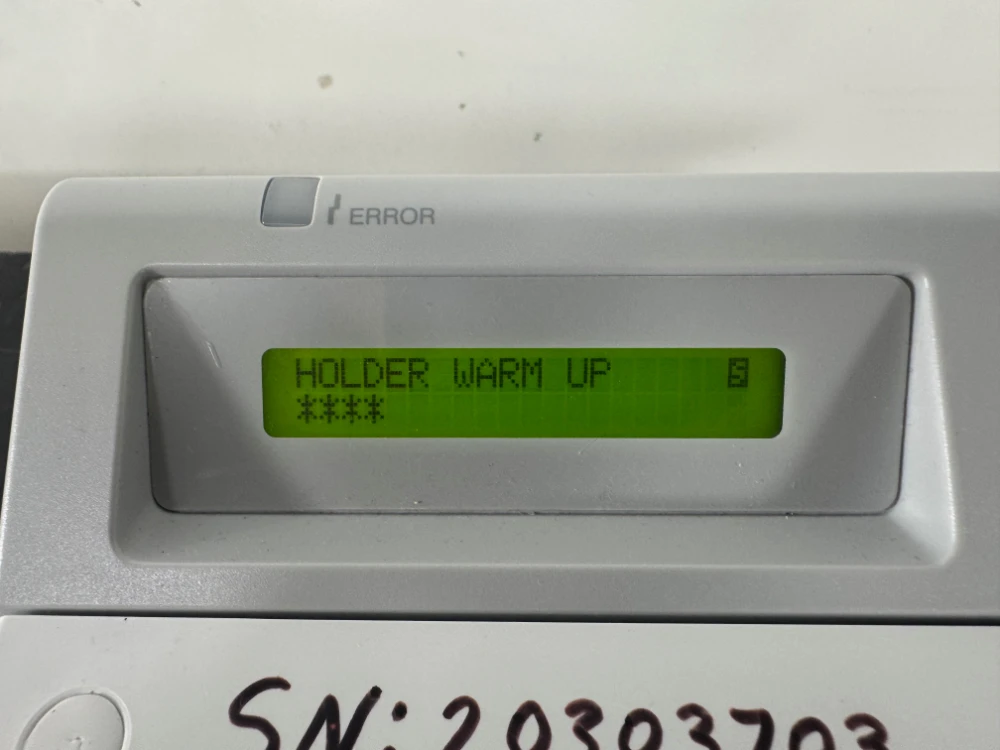 ERROR
HOLDER WARM UP S
****
SN: 20303703